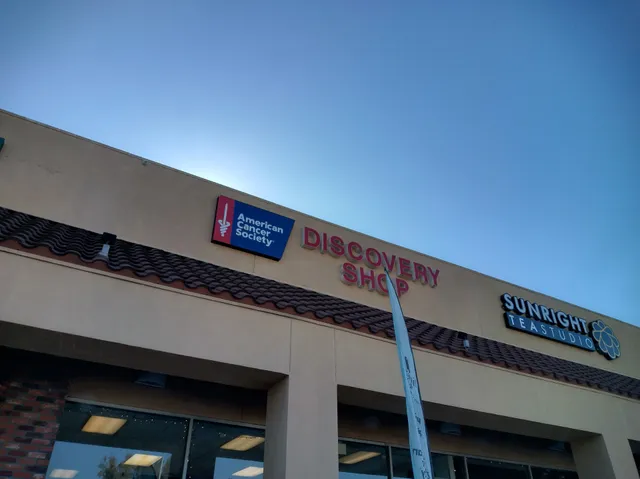 American
Cancer
Society
DISCOVERY
SHOP
SUNRIGHT
TEA STUDIO